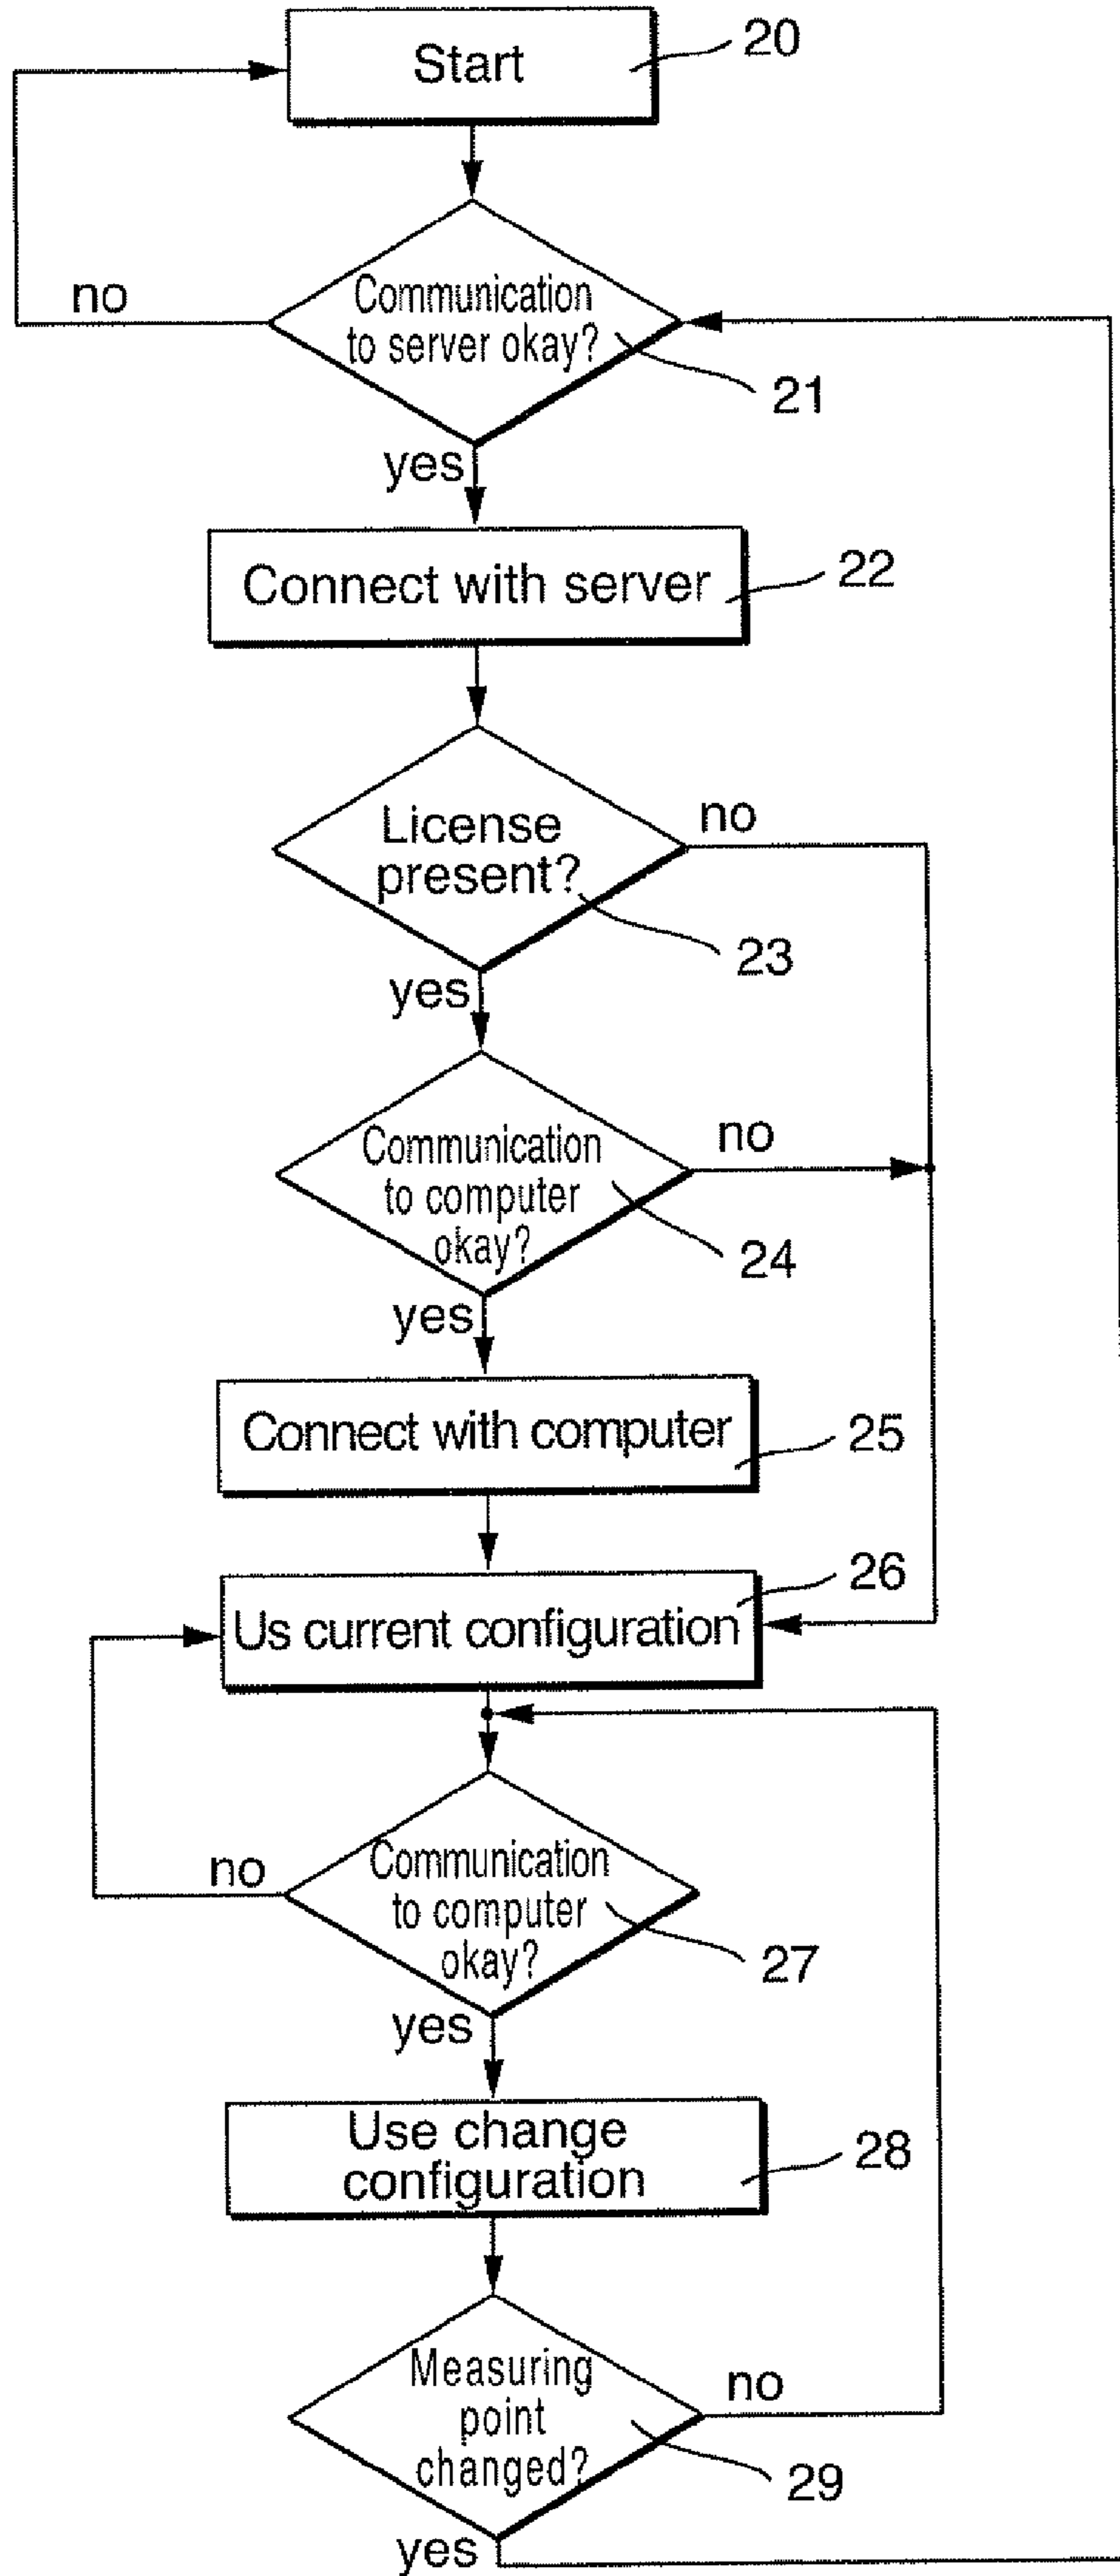 Start
20
no
Communication
to server okay?
21
yes
Connect with server
22
License
present?
no
23
yes
Communication
to computer
okay?
no
24
yes
Connect with computer
25
Us current configuration
26
no
Communication
to computer
okay?
27
yes
Use change
configuration
28
Measuring
point
changed?
no
29
yes